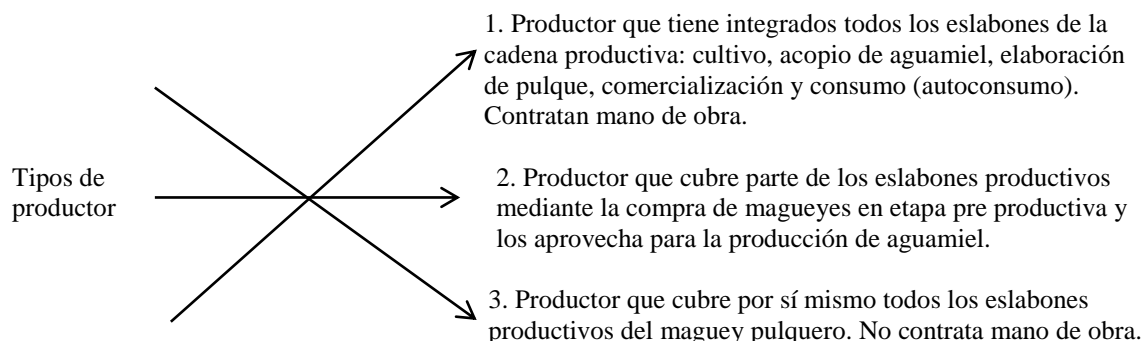 1. Productor que tiene integrados todos los eslabones de la
cadena productiva: cultivo, acopio de aguamiel, elaboración
de pulque, comercialización y consumo (autoconsumo).
Contratan mano de obra.
Tipos de
productor
2. Productor que cubre parte de los eslabones productivos
mediante la compra de magueyes en etapa pre productiva y
los aprovecha para la producción de aguamiel.
3. Productor que cubre por sí mismo todos los eslabones
productivos del maguey pulquero. No contrata mano de obra.